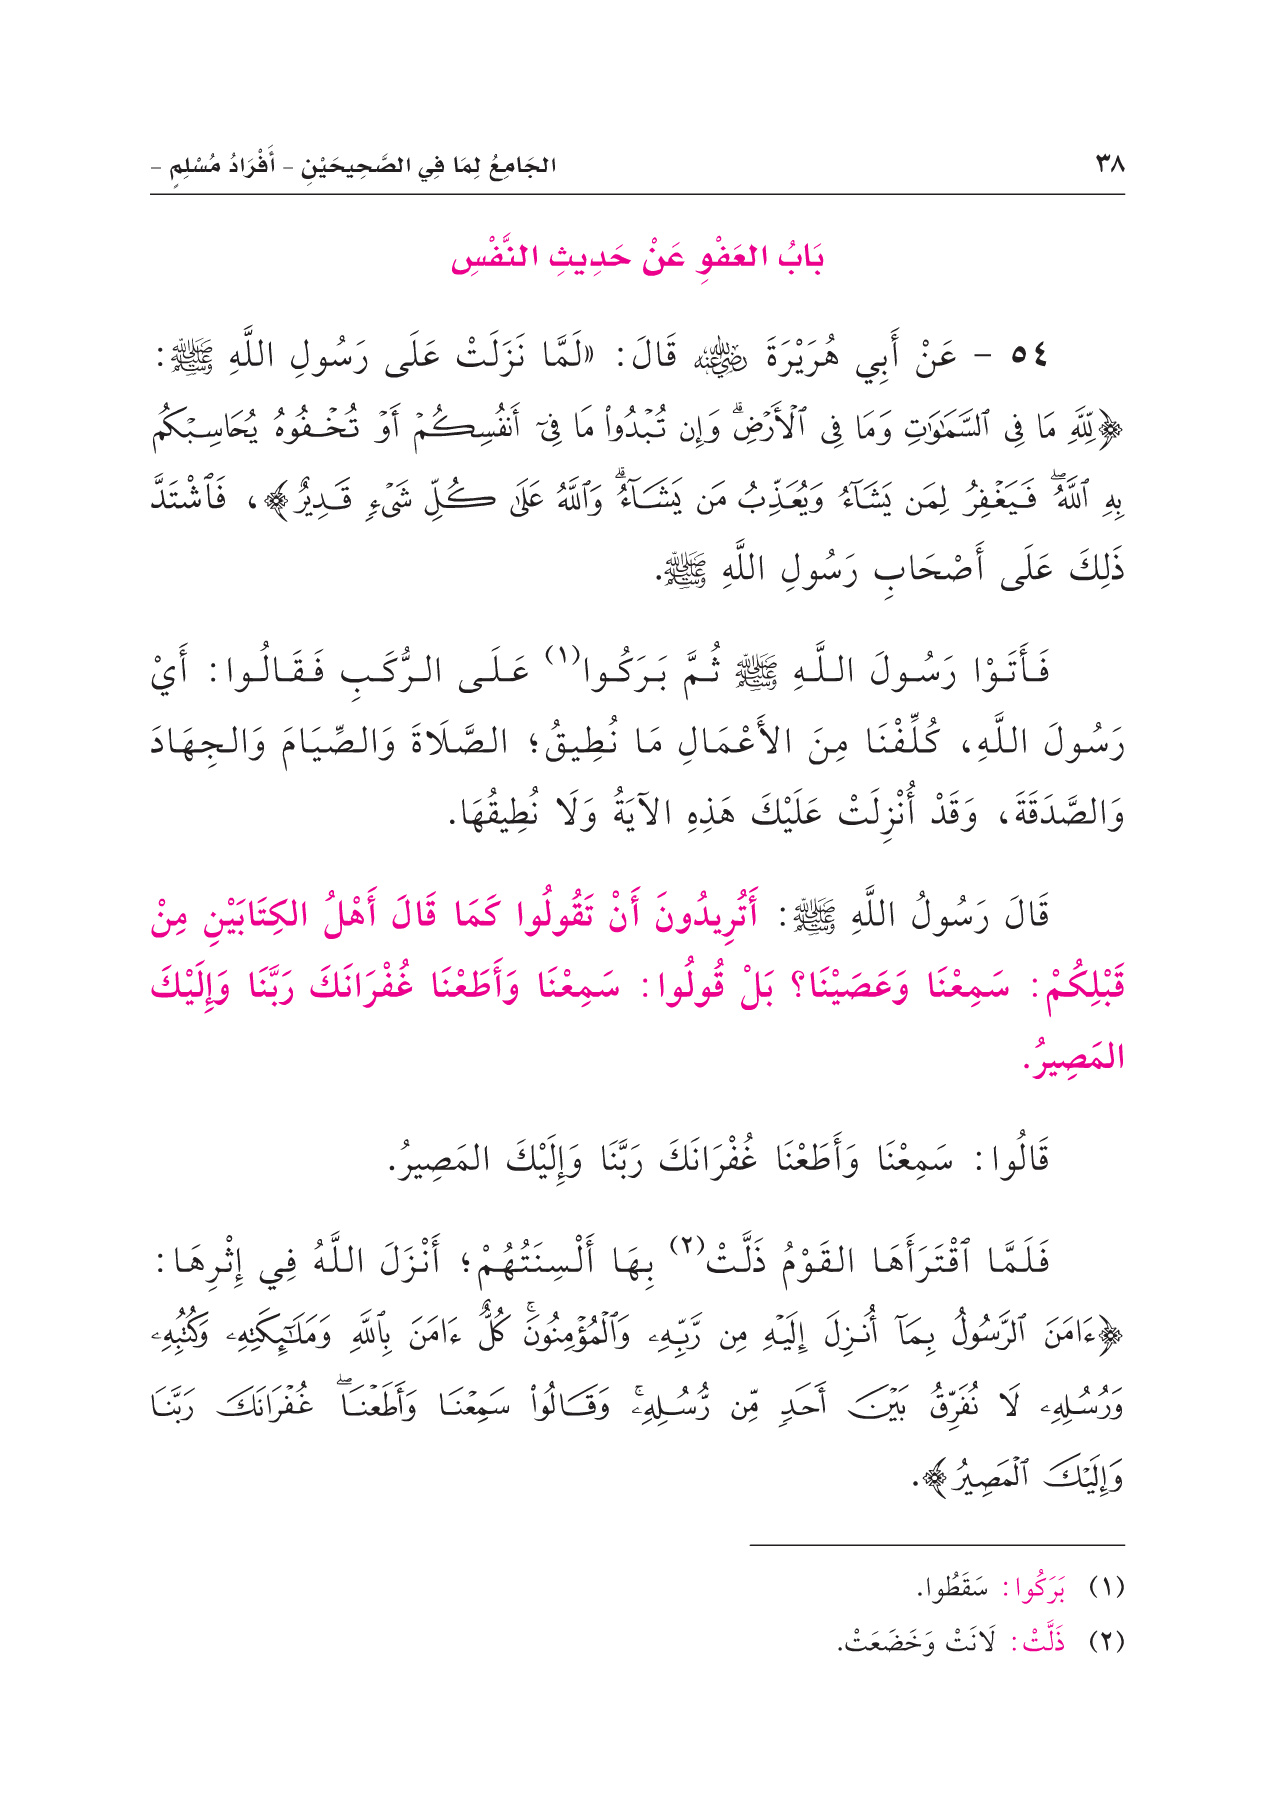 ٣٨
الجَامِعُ لِمَا فِي الصَّحِيحَيْنِ – أَفْرَادُ مُسْلِمٍ –
بَابُ العَفْوِ عَنْ حَدِيثِ النَّفْسِ
٥٤ – عَنْ أَبِي هُرَيْرَةَ رضي الله عنه قَالَ: «لَمَّا نَزَلَتْ عَلَى رَسُولِ اللَّهِ ﷺ:
﴿لِّلَّهِ مَا فِي ٱلسَّمَٰوَٰتِ وَمَا فِي ٱلۡأَرۡضِۗ وَإِن تُبۡدُواْ مَا فِيٓ أَنفُسِكُمۡ أَوۡ تُخۡفُوهُ يُحَاسِبۡكُم
بِهِ ٱللَّهُۖ فَيَغۡفِرُ لِمَن يَشَآءُ وَيُعَذِّبُ مَن يَشَآءُۗ وَٱللَّهُ عَلَىٰ كُلِّ شَيۡءٖ قَدِيرٌ﴾، فَٱشْتَدَّ
ذَلِكَ عَلَى أَصْحَابِ رَسُولِ اللَّهِ ﷺ.
فَأَتَوْا رَسُولَ اللَّهِ ﷺ ثُمَّ بَرَكُوا(١) عَلَى الرُّكَبِ فَقَالُوا: أَيْ
رَسُولَ اللَّهِ، كُلِّفْنَا مِنَ الأَعْمَالِ مَا نُطِيقُ؛ الصَّلَاةَ وَالصِّيَامَ وَالجِهَادَ
وَالصَّدَقَةَ، وَقَدْ أُنْزِلَتْ عَلَيْكَ هَذِهِ الآيَةُ وَلَا نُطِيقُهَا.
قَالَ رَسُولُ اللَّهِ ﷺ: أَتُرِيدُونَ أَنْ تَقُولُوا كَمَا قَالَ أَهْلُ الكِتَابَيْنِ مِنْ
قَبْلِكُمْ: سَمِعْنَا وَعَصَيْنَا؟ بَلْ قُولُوا: سَمِعْنَا وَأَطَعْنَا غُفْرَانَكَ رَبَّنَا وَإِلَيْكَ
المَصِيرُ.
قَالُوا: سَمِعْنَا وَأَطَعْنَا غُفْرَانَكَ رَبَّنَا وَإِلَيْكَ المَصِيرُ.
فَلَمَّا ٱقْتَرَأَهَا القَوْمُ ذَلَّتْ(٢) بِهَا أَلْسِنَتُهُمْ؛ أَنْزَلَ اللَّهُ فِي إِثْرِهَا:
﴿ءَامَنَ ٱلرَّسُولُ بِمَآ أُنزِلَ إِلَيۡهِ مِن رَّبِّهِۦ وَٱلۡمُؤۡمِنُونَۚ كُلٌّ ءَامَنَ بِٱللَّهِ وَمَلَٰٓئِكَتِهِۦ وَكُتُبِهِۦ
وَرُسُلِهِۦ لَا نُفَرِّقُ بَيۡنَ أَحَدٖ مِّن رُّسُلِهِۦۚ وَقَالُواْ سَمِعۡنَا وَأَطَعۡنَاۖ غُفۡرَانَكَ رَبَّنَا
وَإِلَيۡكَ ٱلۡمَصِيرُ﴾.
(١) بَرَكُوا: سَقَطُوا.
(٢) ذَلَّتْ: لَانَتْ وَخَضَعَتْ.